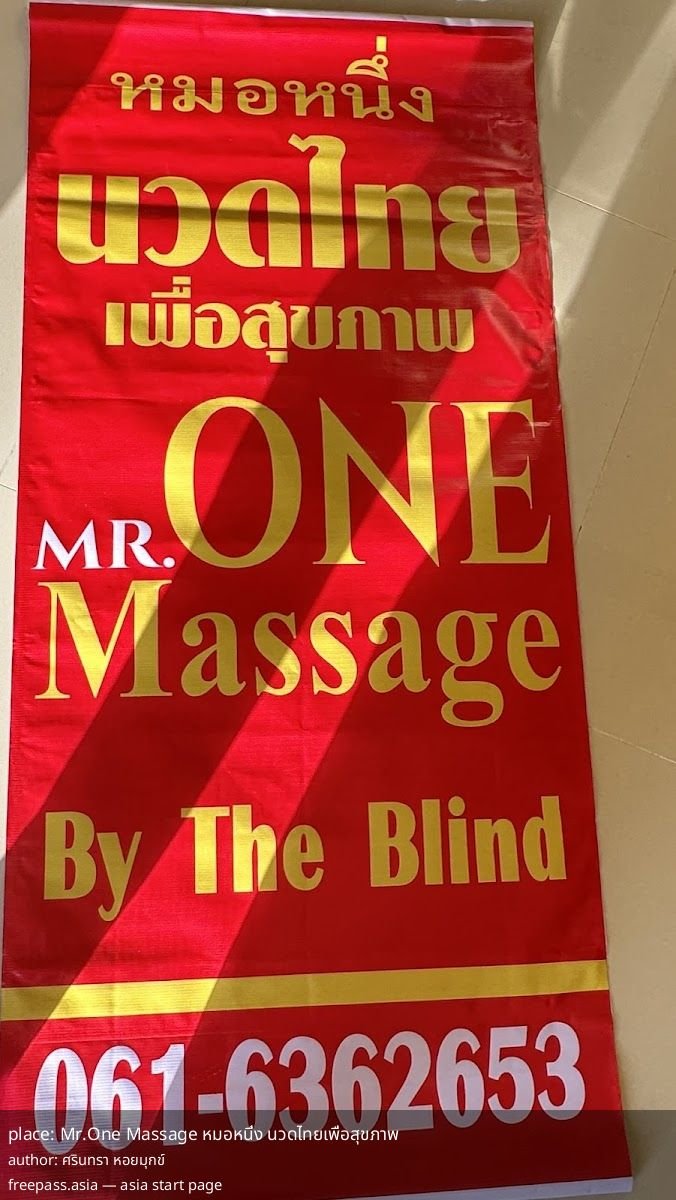 หมอหนึ่ง
นวดไทย
เพื่อสุขภาพ
MR. ONE
Massage
By The Blind
061-6362653
place: Mr.One Massage หมอหนึ่ง นวดไทยเพื่อสุขภาพ
author: ศรินทรา หอยมุกข์
freepass.asia — asia start page